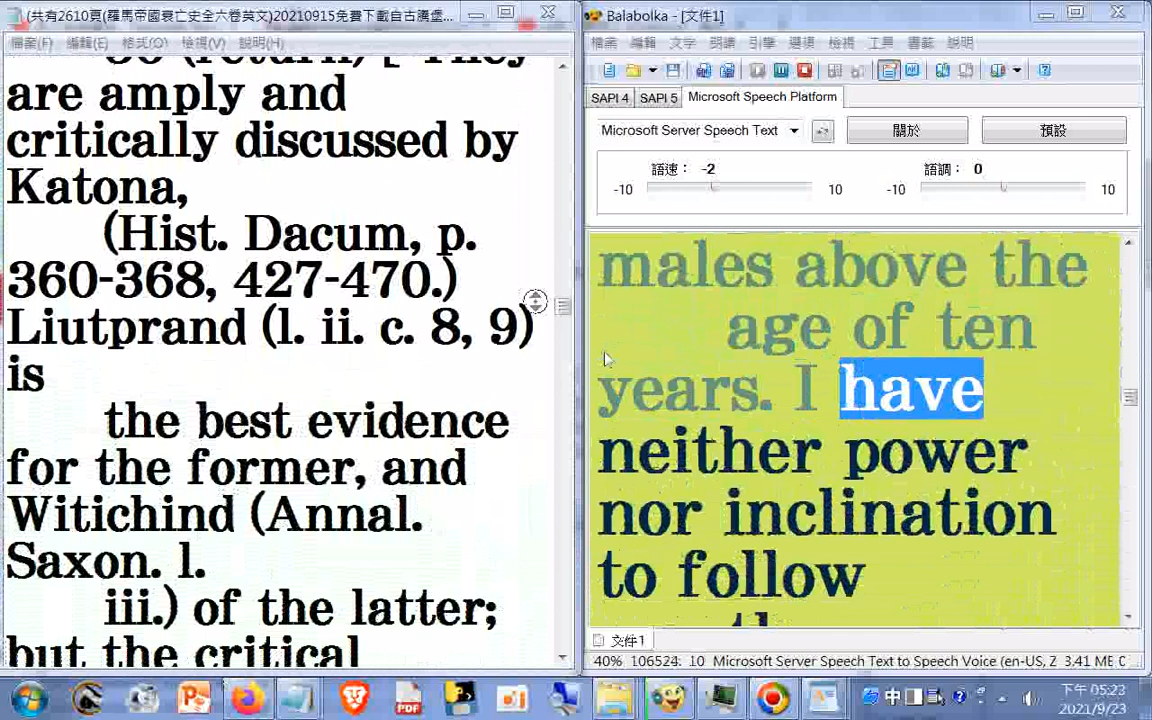 (共有2610頁(羅馬帝國衰亡史全六卷英文)20210915免費下載自古騰堡...
檔案(F) 編輯(E) 格式(O) 檢視(V) 說明(H)
36 (return) [ They
are amply and
critically discussed by
Katona,
(Hist. Dacum, p.
360-368, 427-470.)
Liutprand (l. ii. c. 8, 9)
is
the best evidence
for the former, and
Witichind (Annal.
Saxon. l.
iii.) of the latter;
but the critical
Balabolka - [文件1]
檔案 編輯 文字 朗讀 引擎 選項 檢視 工具 書籤 說明
SAPI 4 SAPI 5 Microsoft Speech Platform
Microsoft Server Speech Text 關於 預設
語速： -2 語調： 0
-10 10 -10 10
males above the
age of ten
years. I have
neither power
nor inclination
to follow
文件1
40% 106524: 10 Microsoft Server Speech Text to Speech Voice (en-US, Z 3.41 ME C
中 下午 05:23
2021/9/23